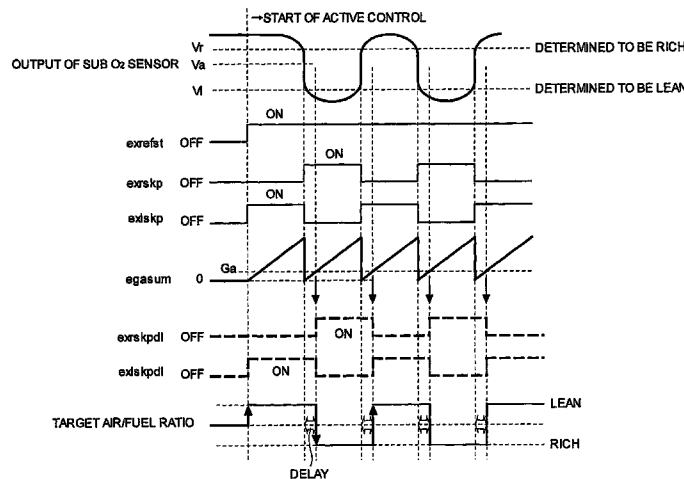 →START OF ACTIVE CONTROL
Vr
DETERMINED TO BE RICH
OUTPUT OF SUB O2 SENSOR
Va
Vl
DETERMINED TO BE LEAN
ON
exrefst OFF
ON
exrskp OFF
ON
exlskp OFF
Ga
egasum 0
exrskpdl OFF
ON
exlskpdl OFF
ON
LEAN
TARGET AIR/FUEL RATIO
RICH
DELAY